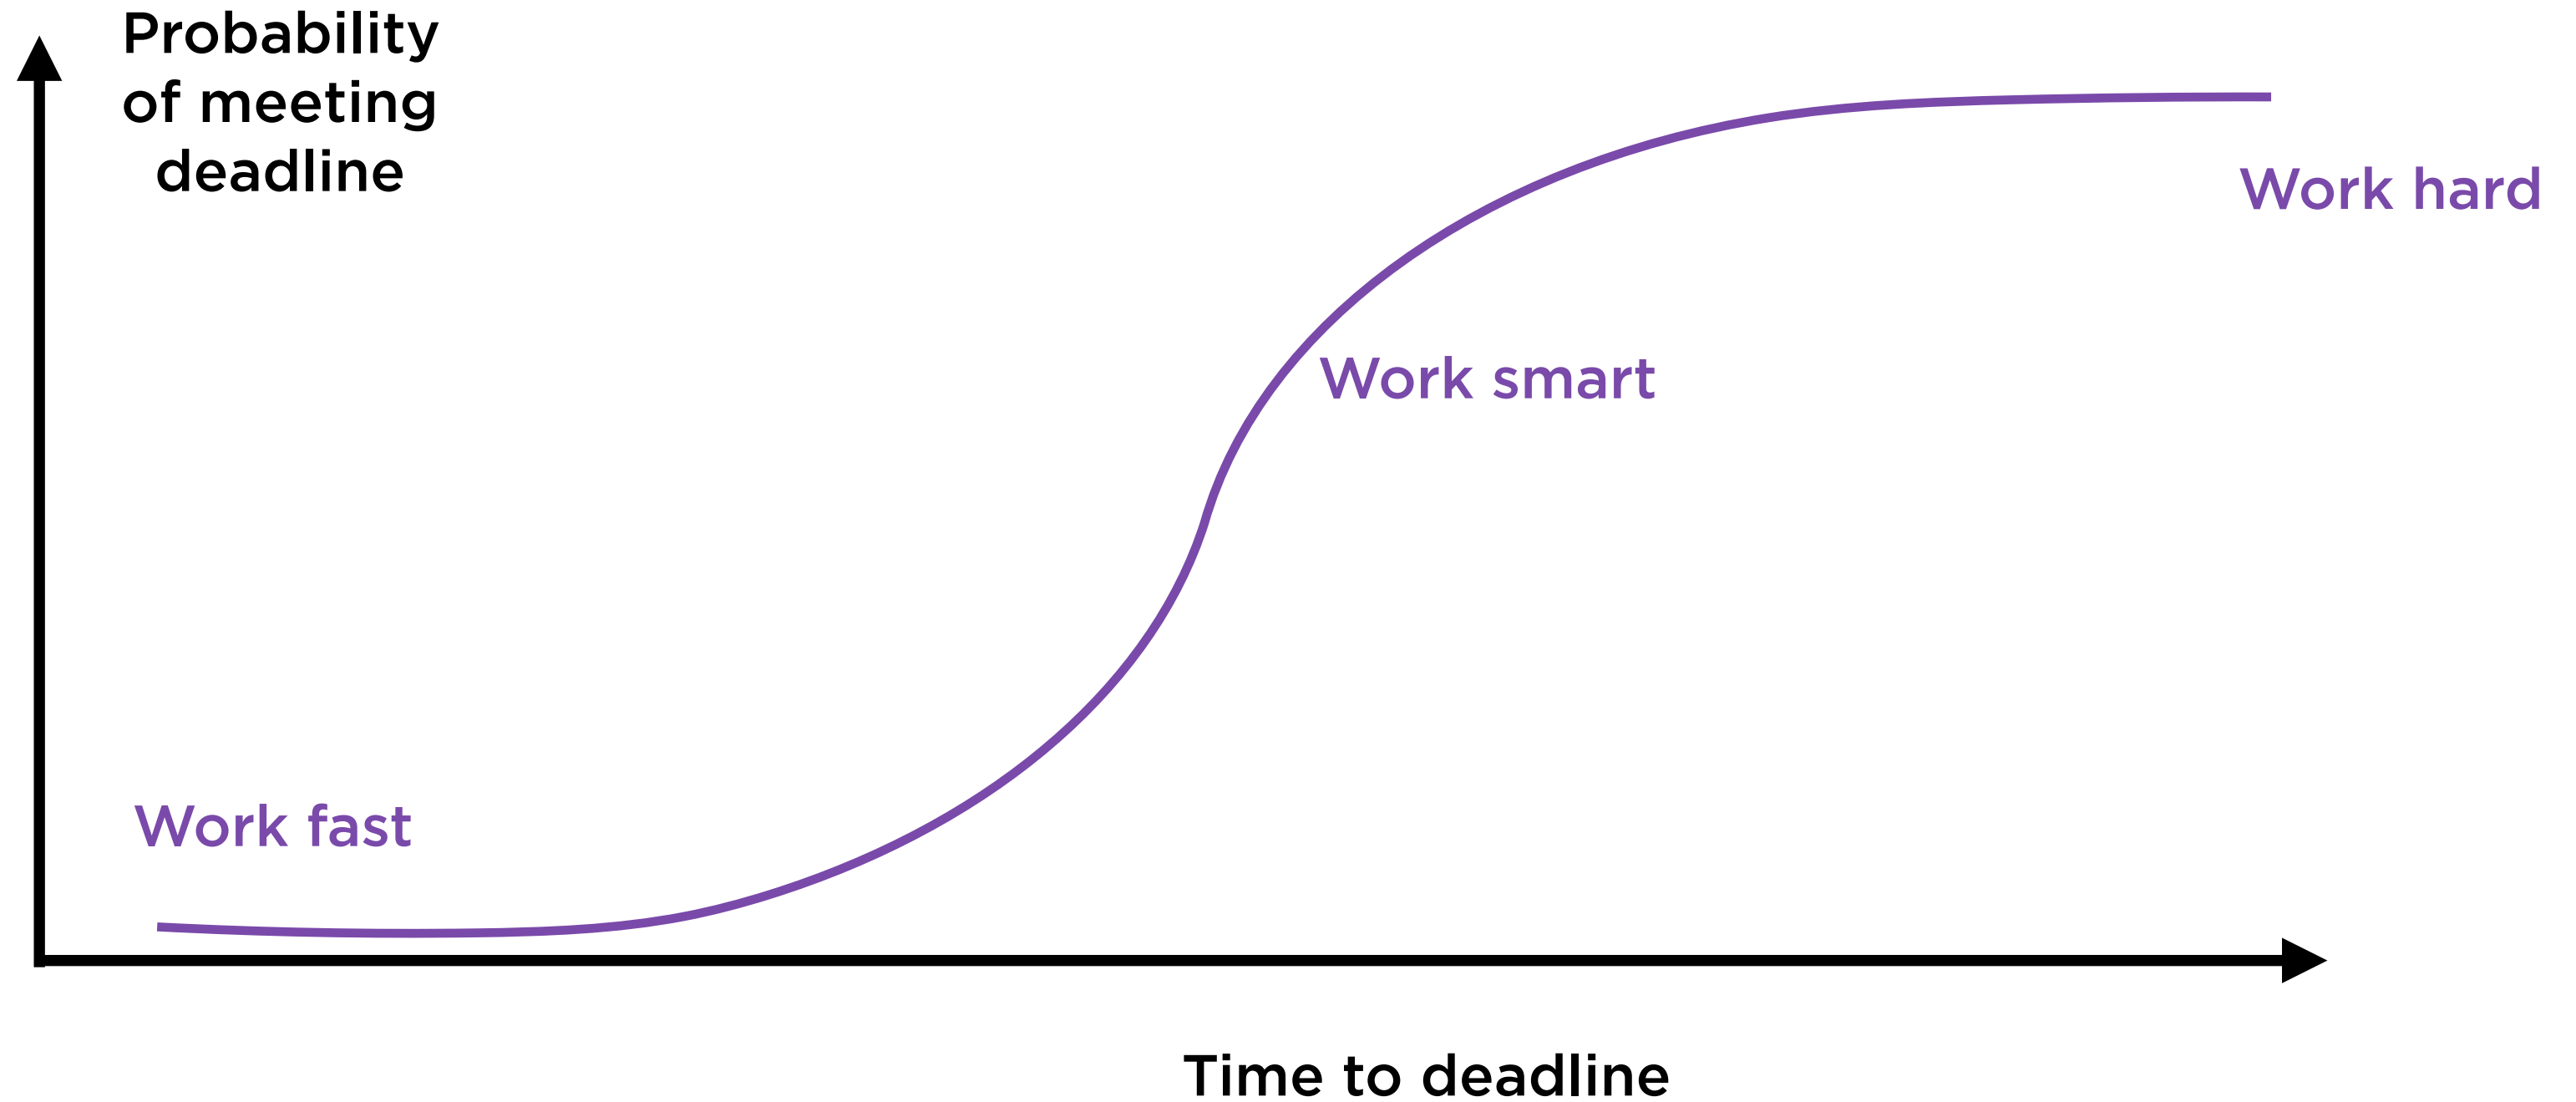 Probability
of meeting
deadline
Work hard
Work smart
Work fast
Time to deadline